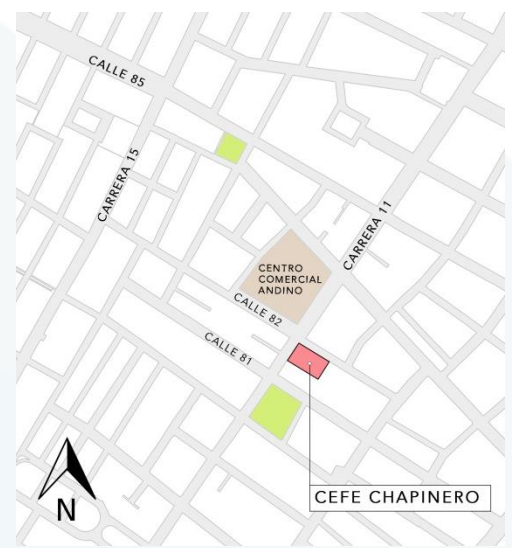 CALLE 85
CARRERA 15
CARRERA 11
CENTRO
COMERCIAL
ANDINO
CALLE 82
CALLE 81
CEFE CHAPINERO
N